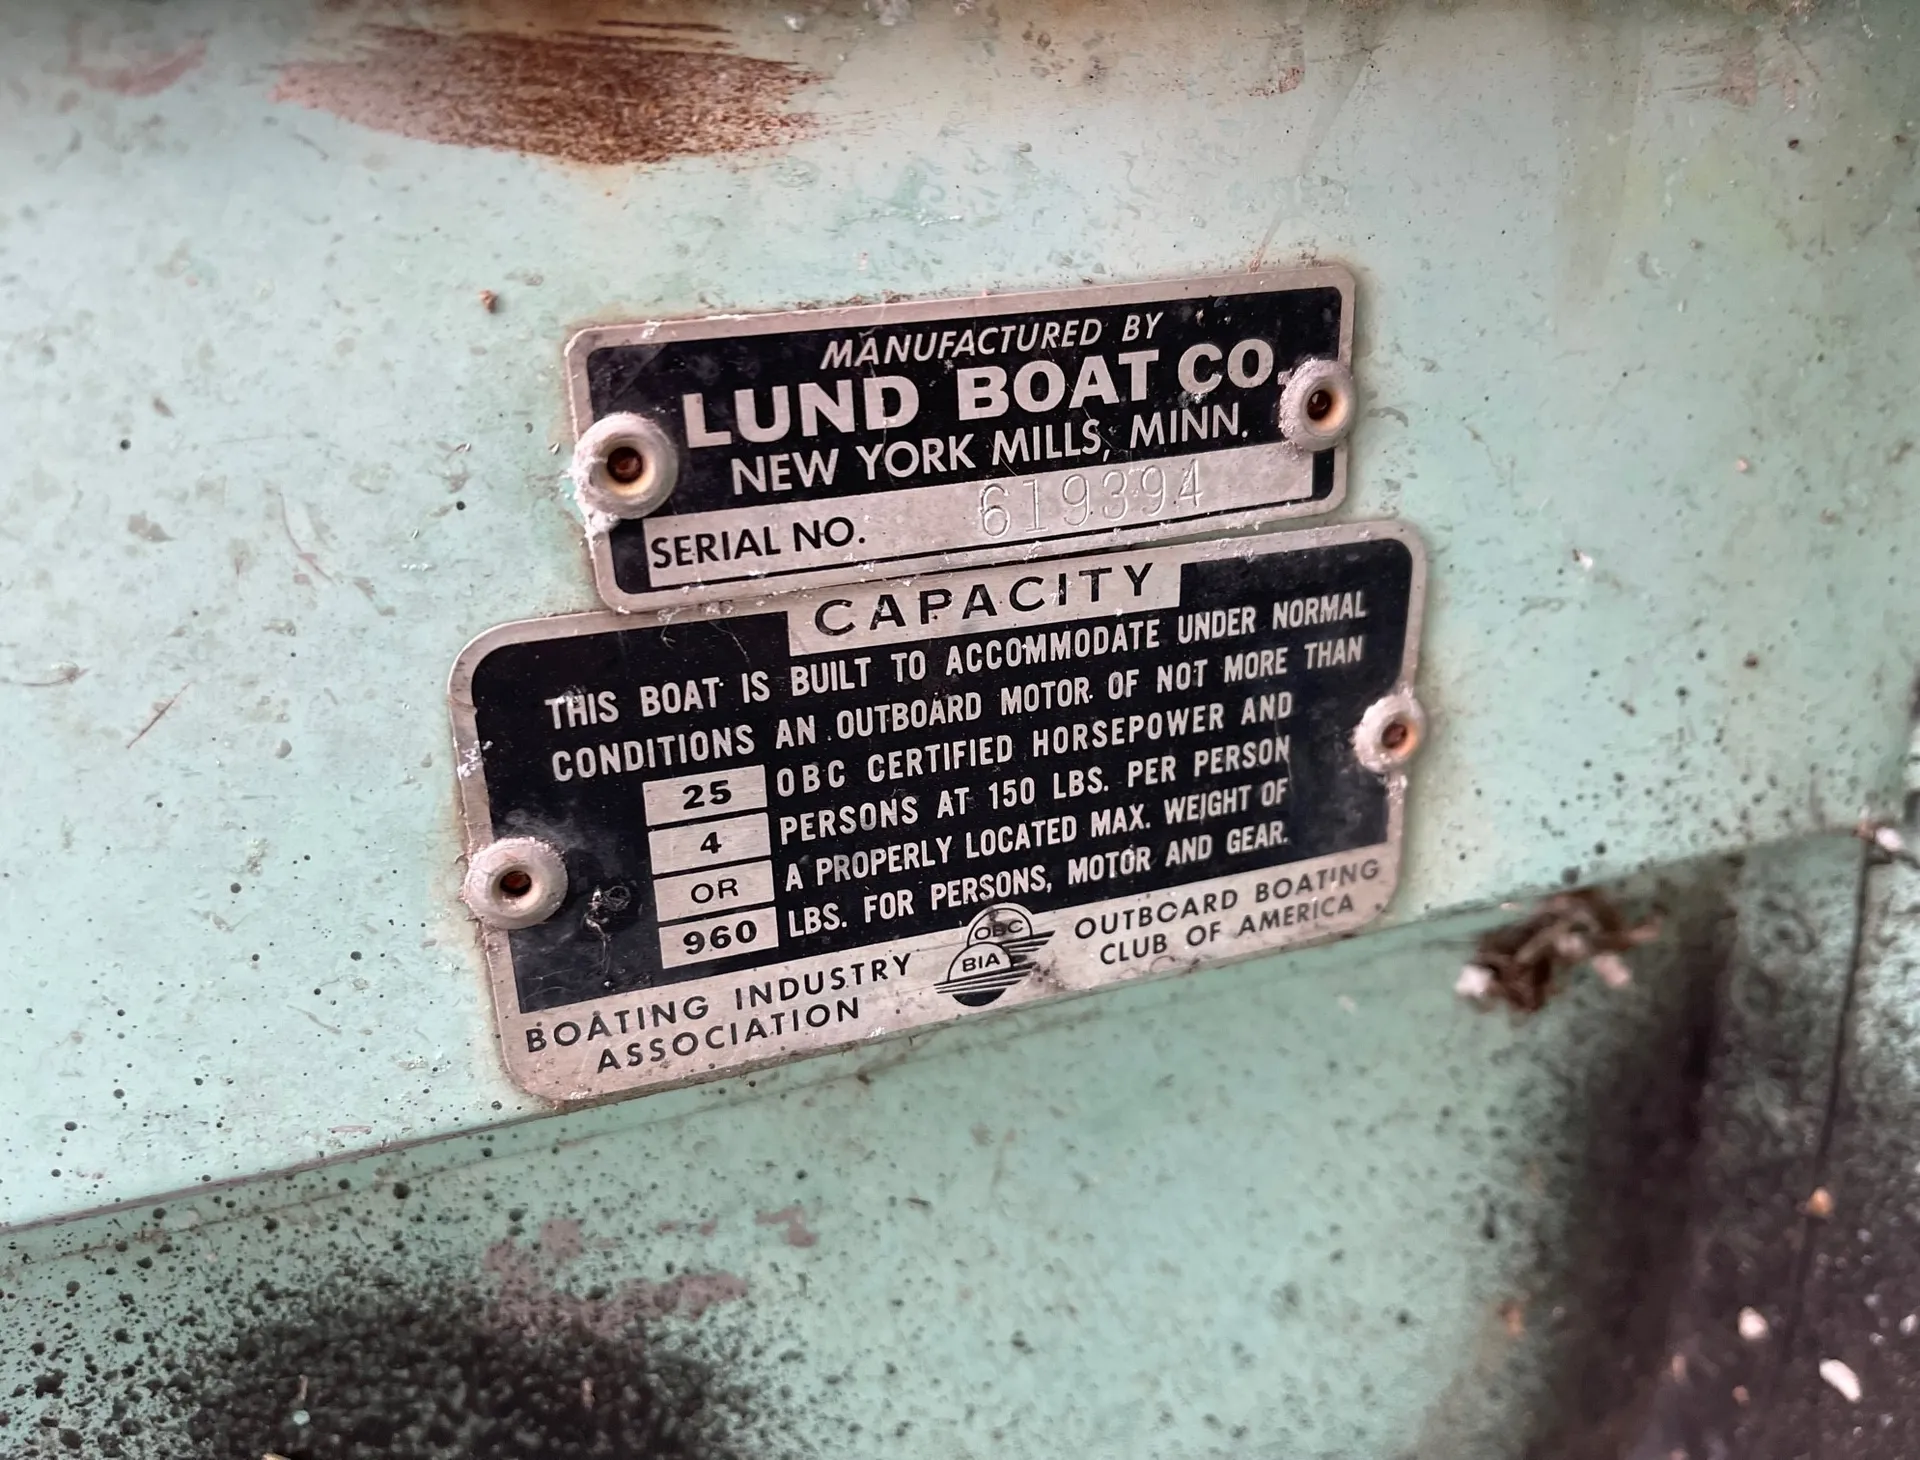 MANUFACTURED BY
LUND BOAT CO.
NEW YORK MILLS, MINN.
SERIAL NO. 619394
CAPACITY
THIS BOAT IS BUILT TO ACCOMMODATE UNDER NORMAL
CONDITIONS AN OUTBOARD MOTOR OF NOT MORE THAN
25 OBC CERTIFIED HORSEPOWER AND
4 PERSONS AT 150 LBS. PER PERSON
OR A PROPERLY LOCATED MAX. WEIGHT OF
960 LBS. FOR PERSONS, MOTOR AND GEAR.
BOATING INDUSTRY
ASSOCIATION
OBC
BIA
OUTBOARD BOATING
CLUB OF AMERICA